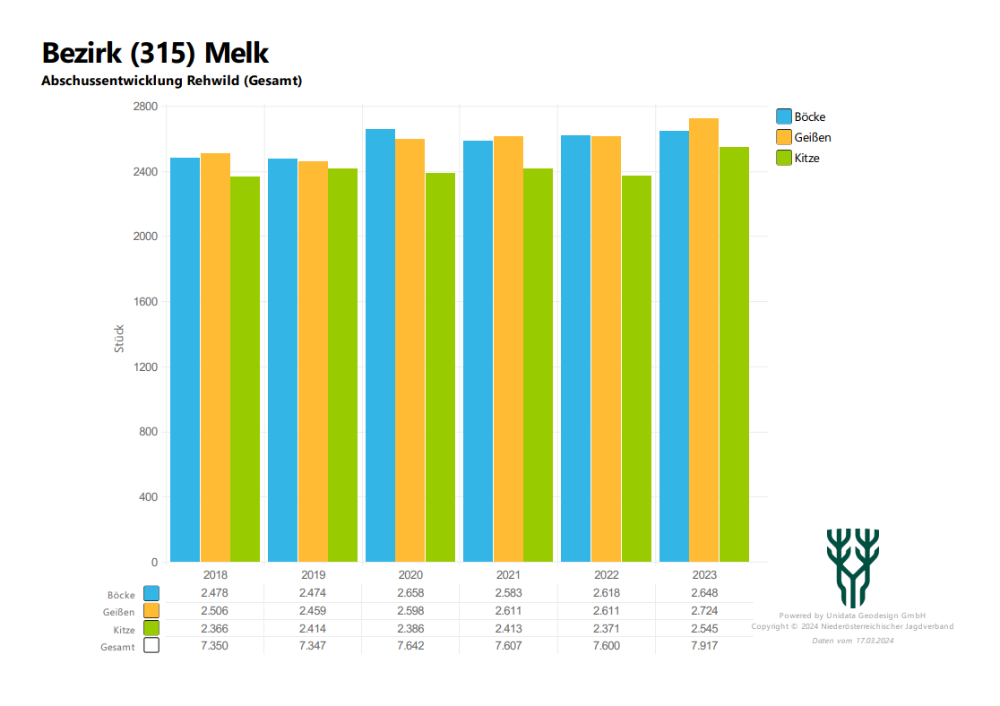 Bezirk (315) Melk
Abschussentwicklung Rehwild (Gesamt)
Böcke
Geißen
Kitze
Stück
2800
2400
2000
1600
1200
800
400
0
2018 2019 2020 2021 2022 2023
Böcke 2.478 2.474 2.658 2.583 2.618 2.648
Geißen 2.506 2.459 2.598 2.611 2.611 2.724
Kitze 2.366 2.414 2.386 2.413 2.371 2.545
Gesamt 7.350 7.347 7.642 7.607 7.600 7.917
Powered by Unidata Geodesign GmbH
Copyright © 2024 Niederösterreichischer Jagdverband
Daten vom 17.03.2024